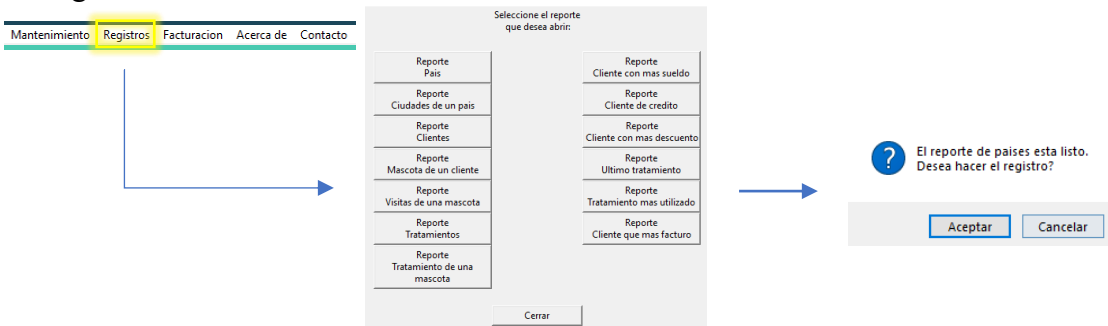 Mantenimiento Registros Facturacion Acerca de Contacto
Seleccione el reporte
que desea abrir:
Reporte
Pais
Reporte
Ciudades de un pais
Reporte
Clientes
Reporte
Mascota de un cliente
Reporte
Visitas de una mascota
Reporte
Tratamientos
Reporte
Tratamiento de una
mascota
Reporte
Cliente con mas sueldo
Reporte
Cliente de credito
Reporte
Cliente con mas descuento
Reporte
Ultimo tratamiento
Reporte
Tratamiento mas utilizado
Reporte
Cliente que mas facturo
Cerrar
?
El reporte de paises esta listo.
Desea hacer el registro?
Aceptar Cancelar